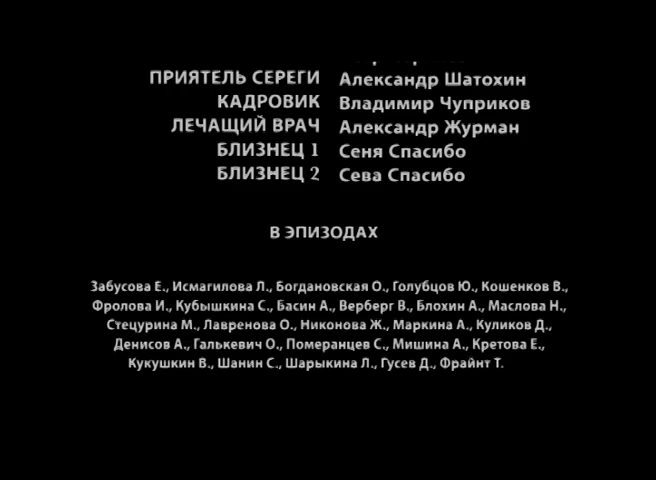 ПРИЯТЕЛЬ СЕРЕГИ Александр Шатохин
КАДРОВИК Владимир Чуприков
ЛЕЧАЩИЙ ВРАЧ Александр Журман
БЛИЗНЕЦ 1 Сеня Спасибо
БЛИЗНЕЦ 2 Сева Спасибо
В ЭПИЗОДАХ
Забусова Е., Исмагилова Л., Богдановская О., Голубцов Ю., Кошенков В.,
Фролова И., Кубышкина С., Басин А., Верберг В., Блохин А., Маслова Н.,
Стецурина М., Лавренова О., Никонова Ж., Маркина А., Куликов Д.,
Денисов А., Галькевич О., Померанцев С., Мишина А., Кретова Е.,
Кукушкин В., Шанин С., Шарыкина Л., Гусев Д., Фрайнт Т.